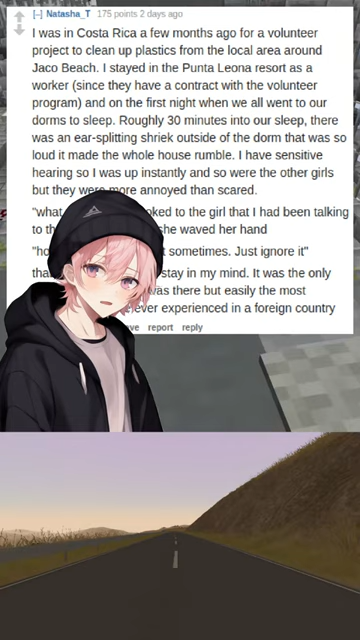 [–] Natasha_T 175 points 2 days ago
I was in Costa Rica a few months ago for a volunteer
project to clean up plastics from the local area around
Jaco Beach. I stayed in the Punta Leona resort as a
worker (since they have a contract with the volunteer
program) and on the first night when we all went to our
dorms to sleep. Roughly 30 minutes into our sleep, there
was an ear-splitting shriek outside of the dorm that was so
loud it made the whole house rumble. I have sensitive
hearing so I was up instantly and so were the other girls
but they were more annoyed than scared.
"what oked to the girl that I had been talking
to th she waved her hand
"ho t sometimes. Just ignore it"
tha stay in my mind. It was the only
was there but easily the most
ever experienced in a foreign country
ve report reply